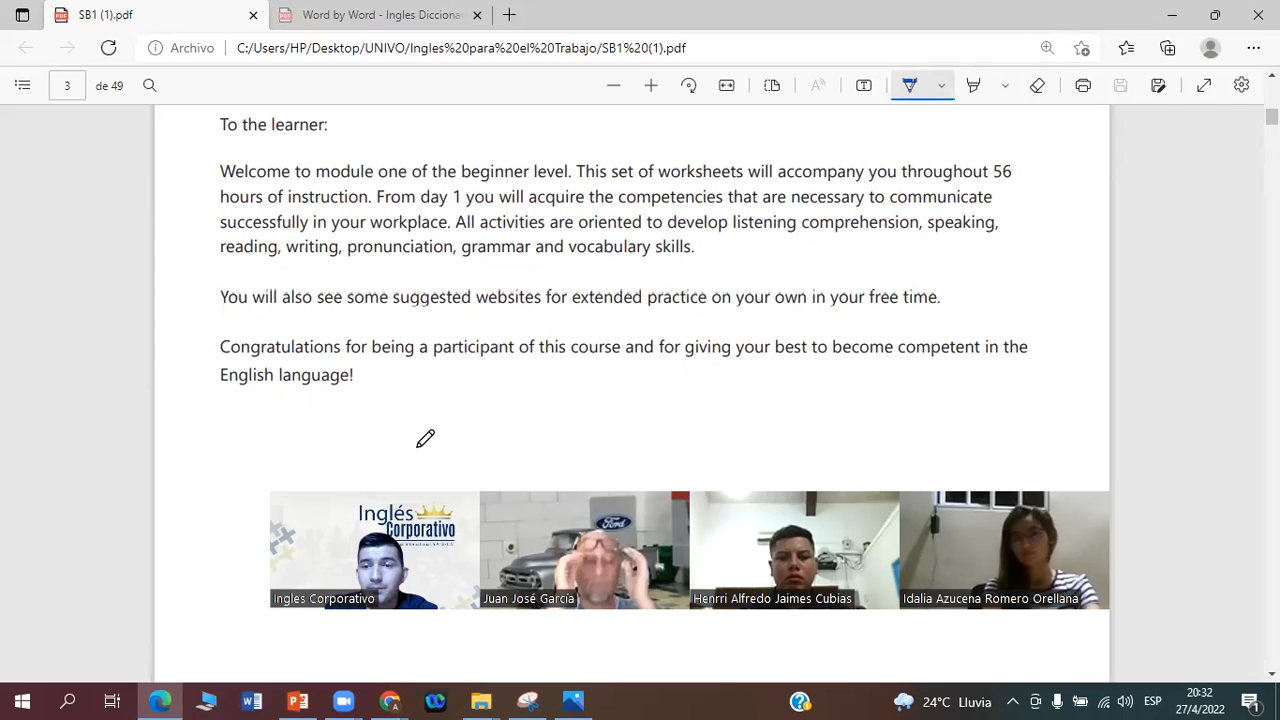 SB1 (1).pdf
Word by Word - Ingles Dicciona
Archivo
C:/Users/HP/Desktop/UNIVO/Ingles%20para%20el%20Trabajo/SB1%20(1).pdf
3
de 49
To the learner:
Welcome to module one of the beginner level. This set of worksheets will accompany you throughout 56
hours of instruction. From day 1 you will acquire the competencies that are necessary to communicate
successfully in your workplace. All activities are oriented to develop listening comprehension, speaking,
reading, writing, pronunciation, grammar and vocabulary skills.
You will also see some suggested websites for extended practice on your own in your free time.
Congratulations for being a participant of this course and for giving your best to become competent in the
English language!
Inglés
Corporativo
Ford
Ingles Corporativo
Juan José García
Henrri Alfredo Jaimes Cubias
Idalia Azucena Romero Orellana
24°C Lluvia
ESP
20:32
27/4/2022